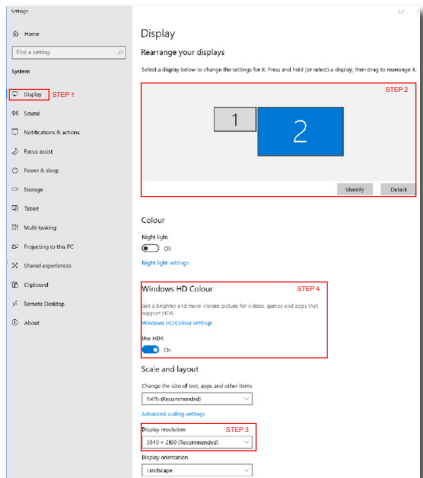 Settings
Home
Find a setting
System
Display
STEP 1
Sound
Notifications & actions
Focus assist
Power & sleep
Storage
Tablet
Multi-tasking
Projecting to this PC
Shared experiences
Clipboard
Remote Desktop
About
Display
Rearrange your displays
Select a display below to change the settings for it. Press and hold (or select) a display, then drag to rearrange it.
STEP 2
1
2
Identify
Detect
Colour
Night light
Off
Night light settings
Windows HD Colour
STEP 4
Get a brighter and more vibrant picture for videos, games and apps that
support HDR.
Windows HD Colour settings
Use HDR
On
Scale and layout
Change the size of text, apps and other items
(Recommended)
Advanced scaling settings
Display resolution
STEP 3
3840 × 2160 (Recommended)
Display orientation
Landscape